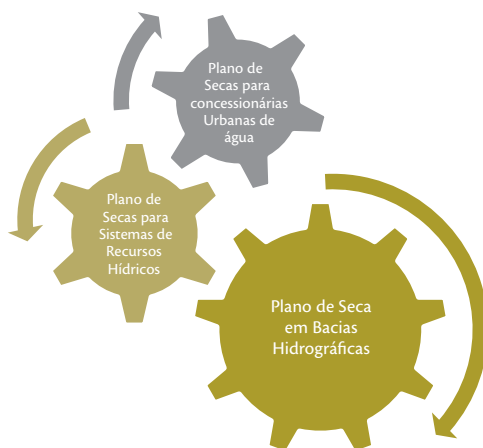 Plano de
Secas para
concessionárias
Urbanas de
água
Plano de
Secas para
Sistemas de
Recursos
Hídricos
Plano de Seca
em Bacias
Hidrográficas